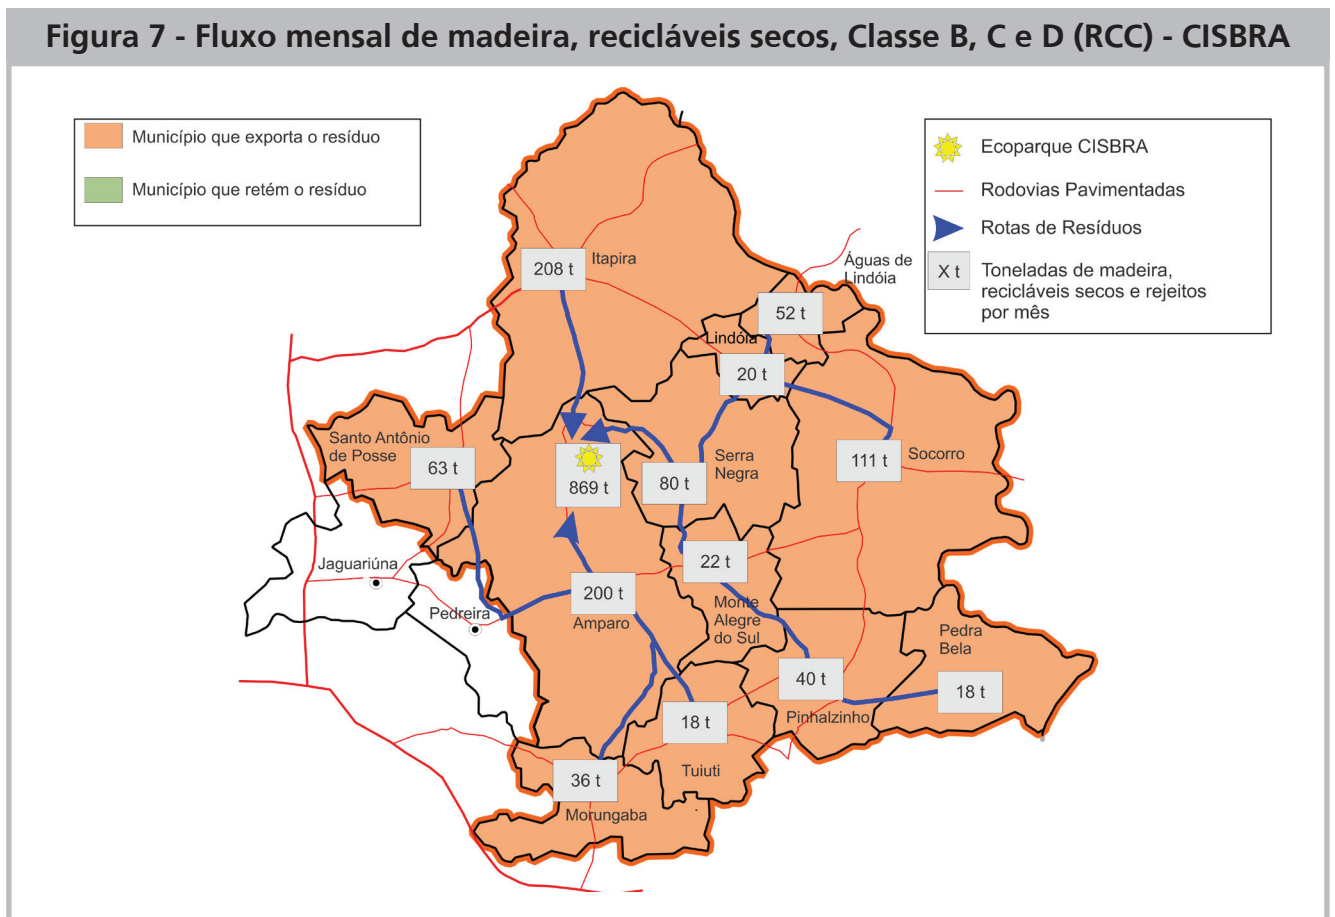 Figura 7 - Fluxo mensal de madeira, recicláveis secos, Classe B, C e D (RCC) - CISBRA
Município que exporta o resíduo
Município que retém o resíduo
Ecoparque CISBRA
Rodovias Pavimentadas
Rotas de Resíduos
X t
Toneladas de madeira,
recicláveis secos e rejeitos
por mês
Itapira
208 t
Águas de
Lindóia
52 t
Lindóia
20 t
Santo Antônio
de Posse
63 t
869 t
80 t
Serra
Negra
111 t
Socorro
Jaguariúna
Pedreira
200 t
Amparo
22 t
Monte
Alegre
do Sul
Pedra
Bela
40 t
18 t
Pinhalzinho
18 t
Tuiuti
36 t
Morungaba